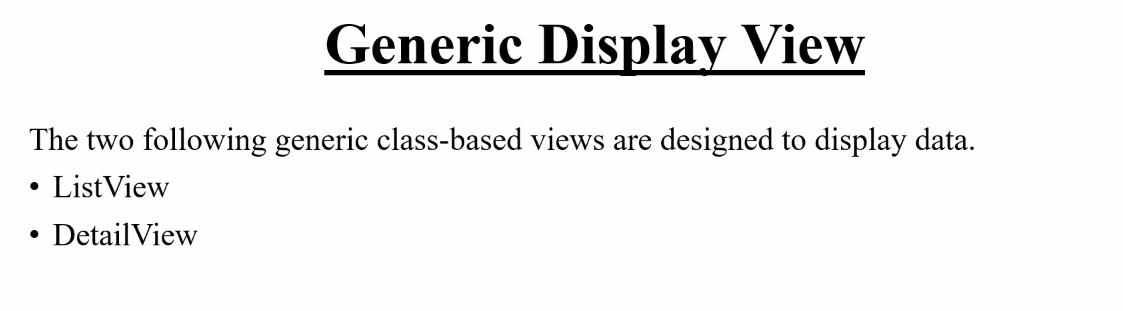 Generic Display View
The two following generic class-based views are designed to display data.
• ListView
• DetailView